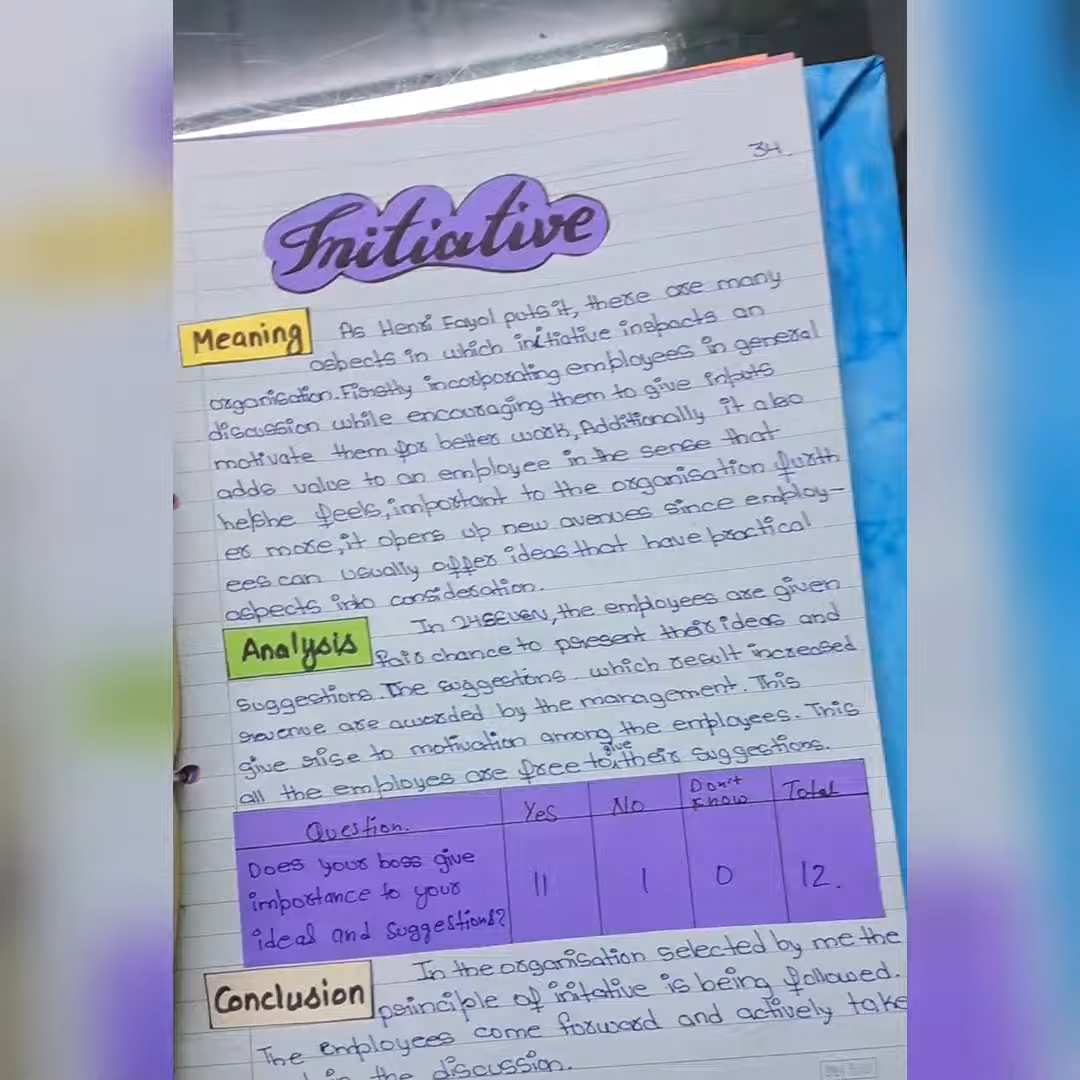 34.
Initiative
Meaning
As Henri Fayol puts it, there are many
aspects in which initiative inspacts an
organisation. Firstly incorporating employees in general
discussion while encouraging them to give inputs
motivate them for better work, Additionally it also
adds value to an employee in the sense that
he/she feels, important to the organisation furth
er more, it opens up new avenues since employ-
ees can usually offer ideas that have practical
aspects into consideration.
Analysis
In 24SEVEN, the employees are given
fair chance to present their ideas and
suggestions. The suggestions which result increased
revenue are awarded by the management. This
give rise to motivation among the employees. This
all the employes are free to give their suggestions.
Question. Yes No Don't know Total
Does your boss give
importance to your 11 1 0 12.
ideas and suggestions?
Conclusion
In the organisation selected by me the
principle of initative is being followed.
The employees come forward and actively take
in the discussion.